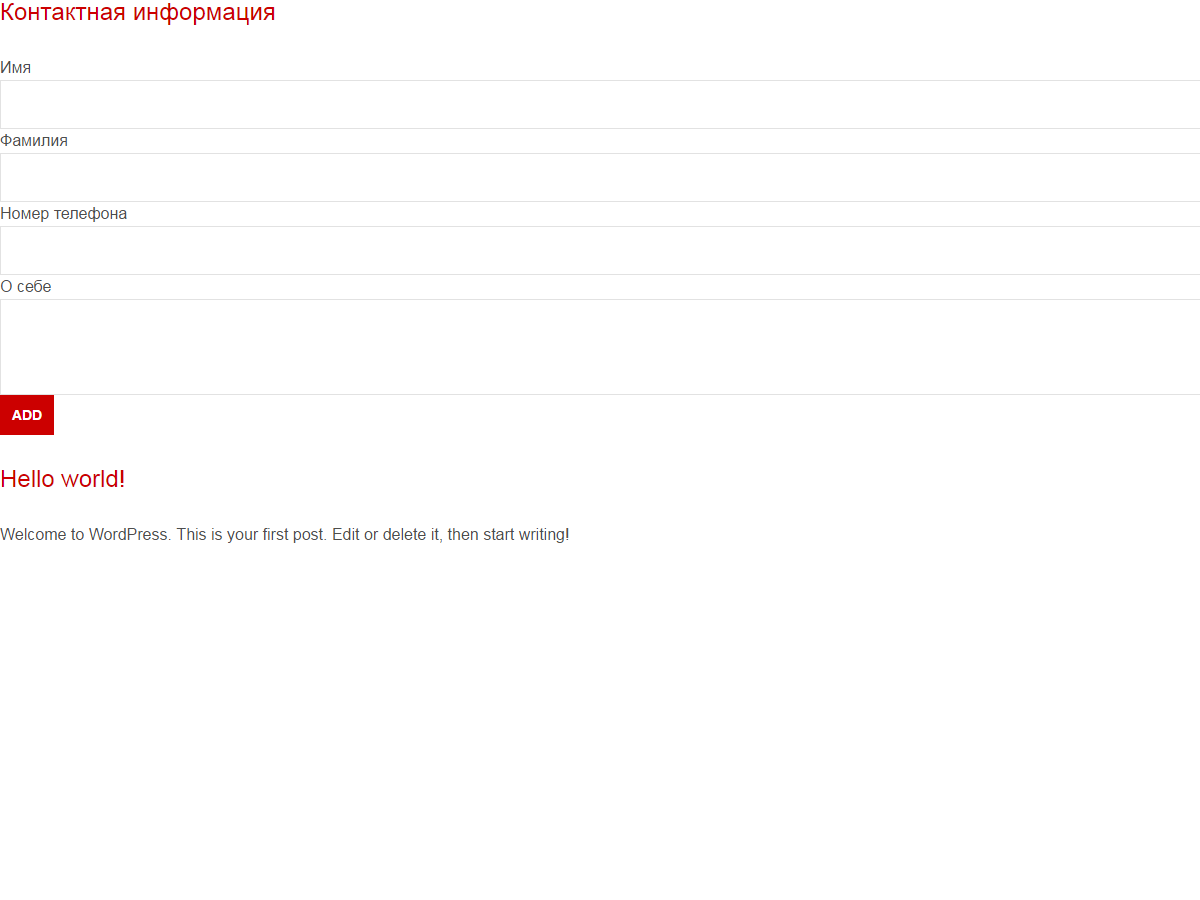 Контактная информация
Имя
Фамилия
Номер телефона
О себе
ADD
Hello world!
Welcome to WordPress. This is your first post. Edit or delete it, then start writing!